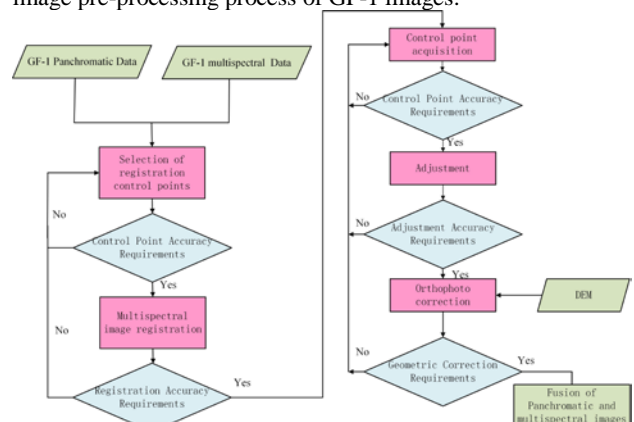 image pre-processing process of GF-1 images.
GF-1 Panchromatic Data
GF-1 multispectral Data
Selection of
registration
control points
No
Control Point Accuracy
Requirements
Yes
Multispectral
image registration
No
Registration Accuracy
Requirements
Yes
Control point
acquisition
No
Control Point Accuracy
Requirements
Yes
Adjustment
No
Adjustment Accuracy
Requirements
Yes
Orthophoto
correction
DEM
No
Geometric Correction
Requirements
Yes
Fusion of
Panchromatic and
multispectral images